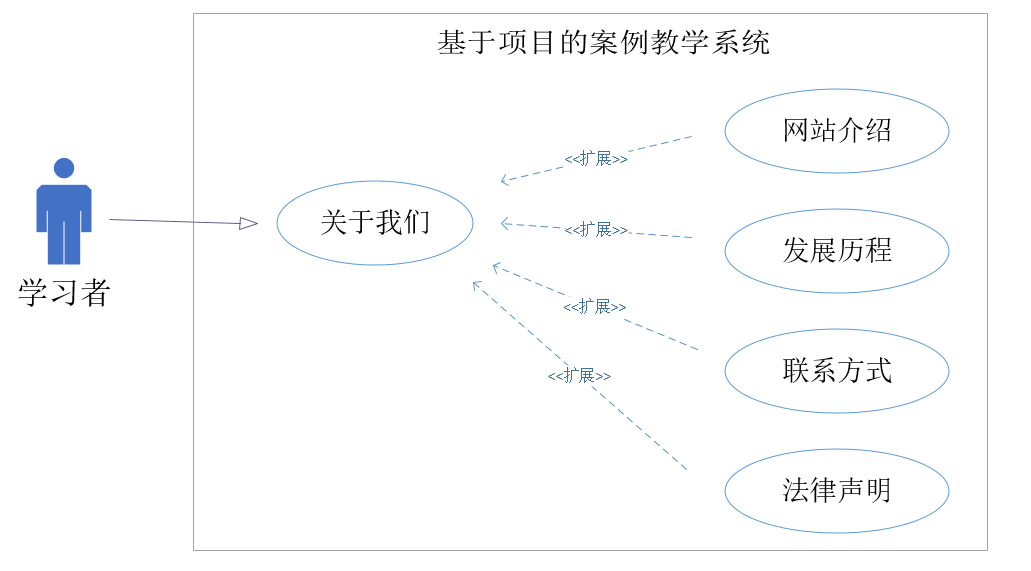 基于项目的案例教学系统
网站介绍
<<扩展>>
关于我们
<<扩展>>
发展历程
学习者
<<扩展>>
联系方式
<<扩展>>
法律声明